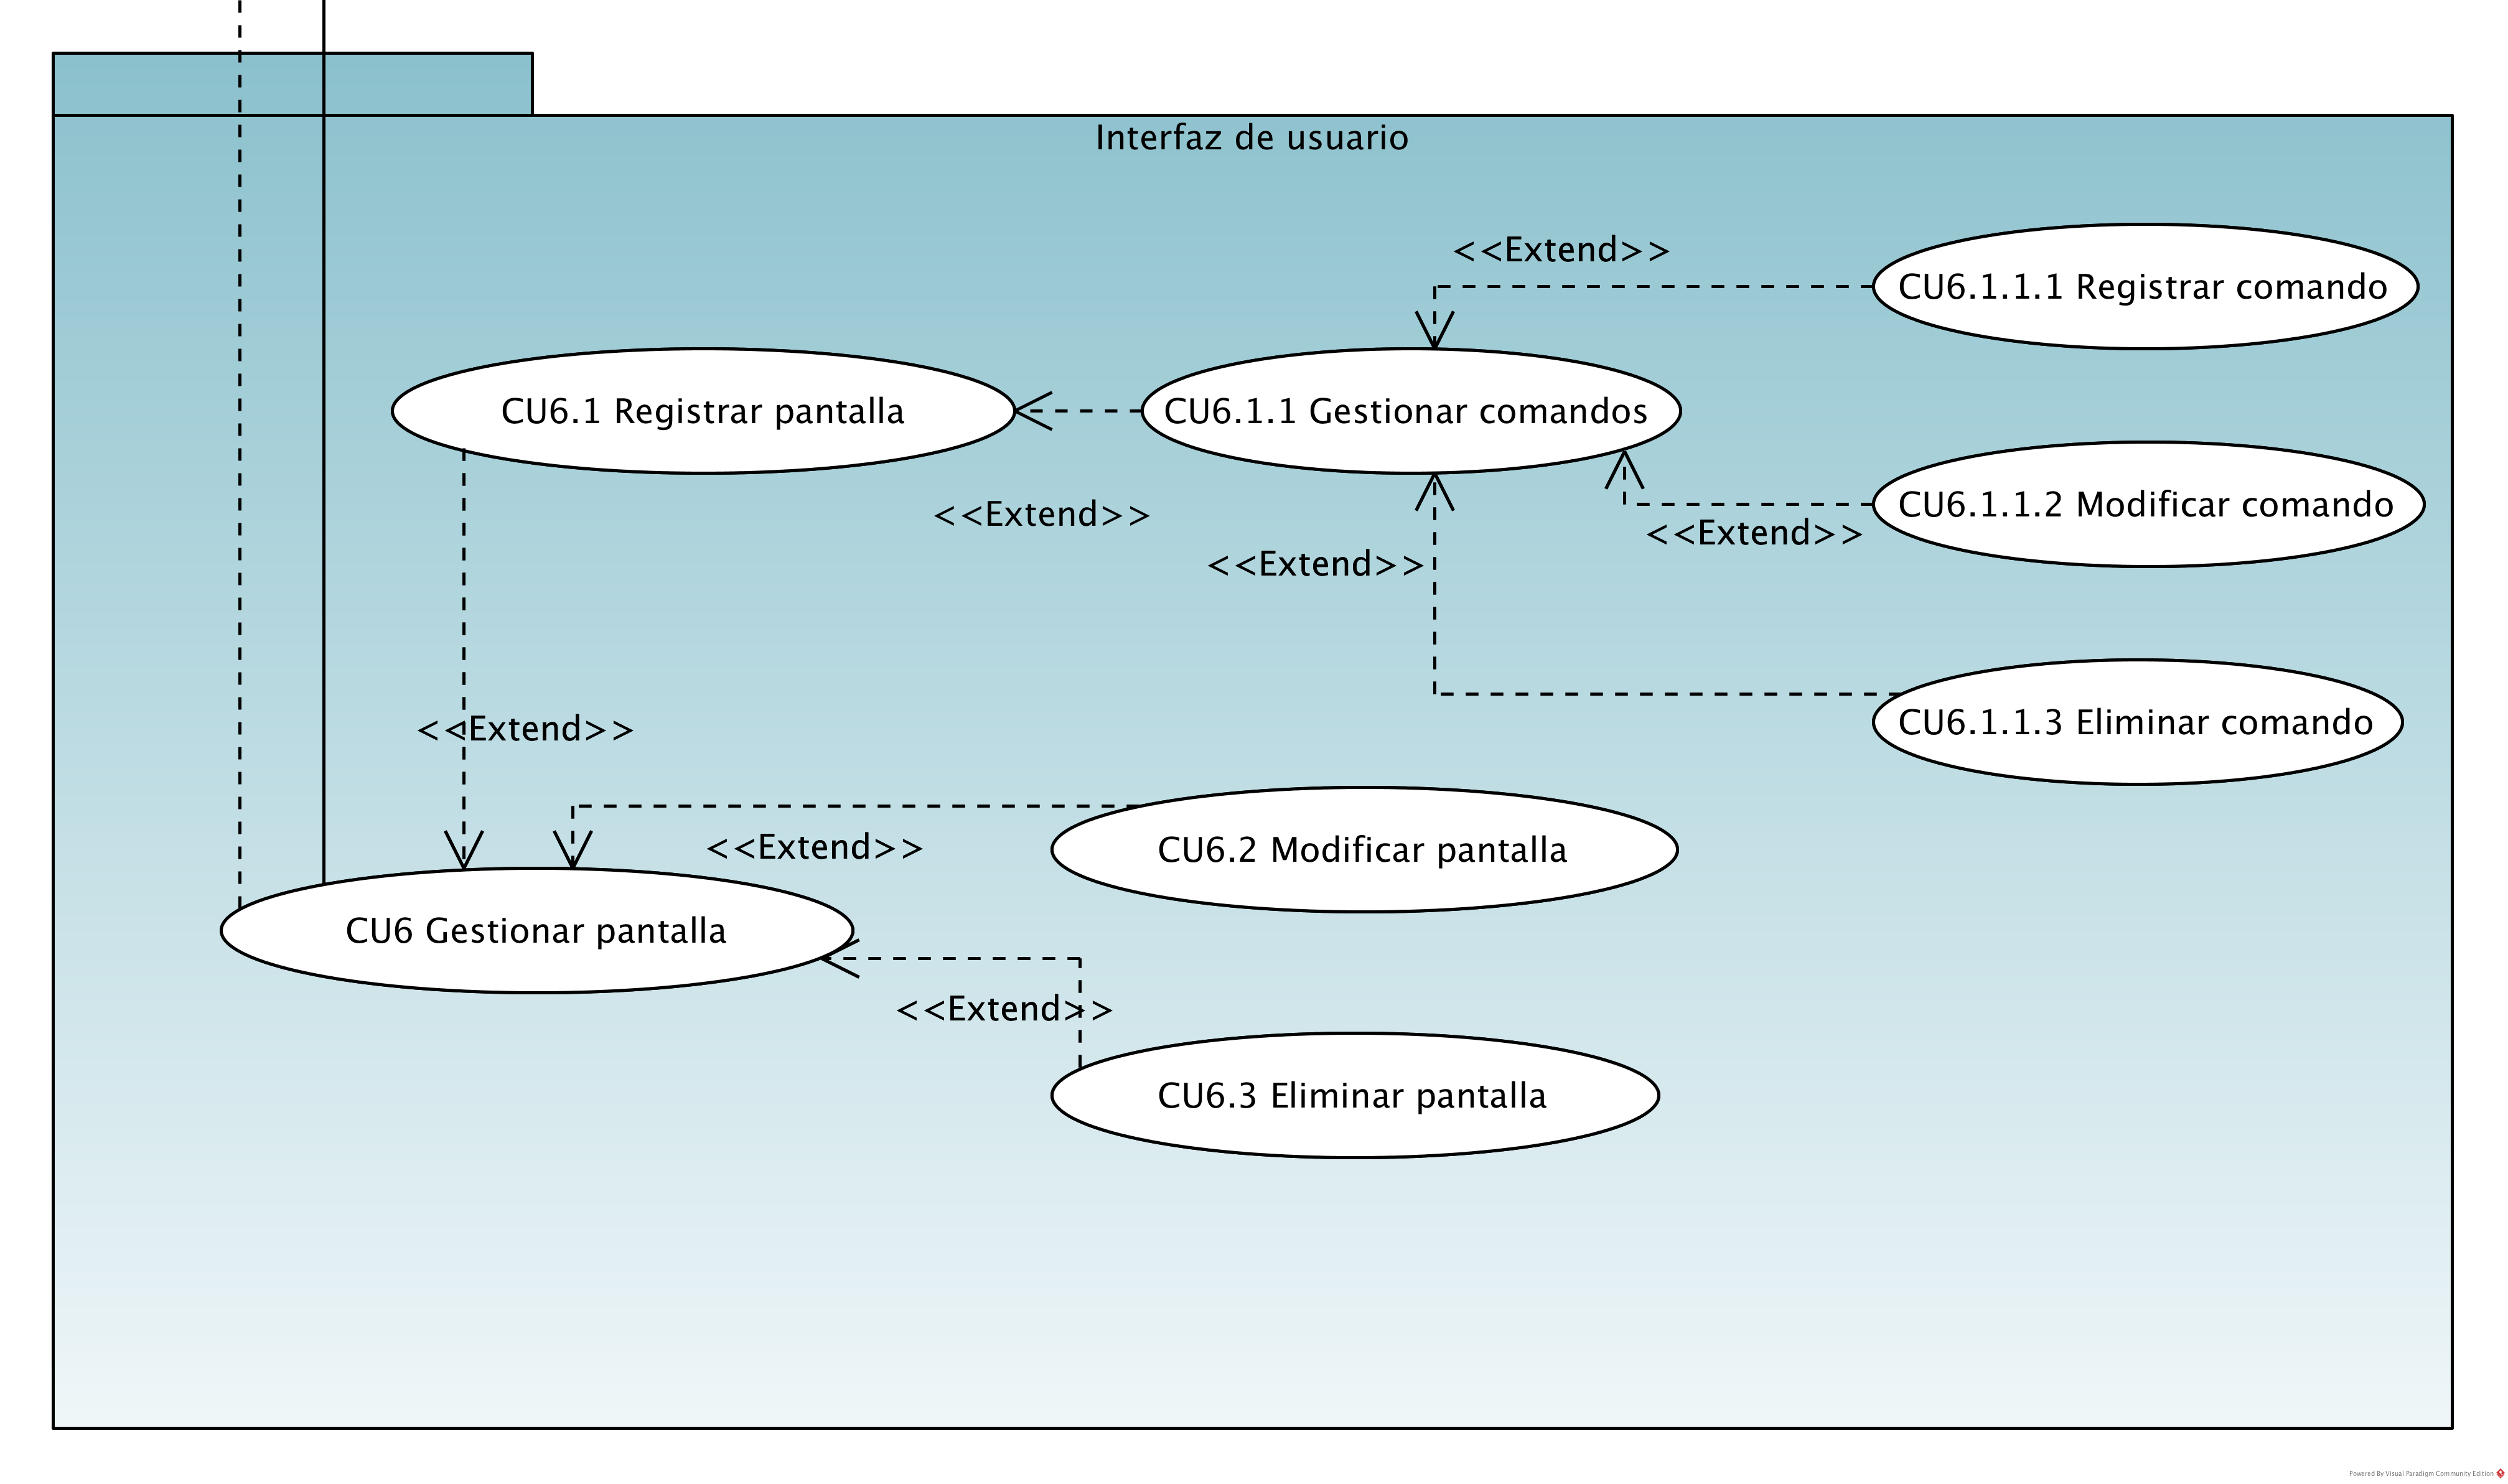 Interfaz de usuario
<<Extend>>
CU6.1.1.1 Registrar comando
CU6.1 Registrar pantalla
CU6.1.1 Gestionar comandos
<<Extend>>
CU6.1.1.2 Modificar comando
<<Extend>>
<<Extend>>
CU6.1.1.3 Eliminar comando
<<Extend>>
<<Extend>>
CU6.2 Modificar pantalla
CU6 Gestionar pantalla
<<Extend>>
CU6.3 Eliminar pantalla
Powered By Visual Paradigm Community Edition